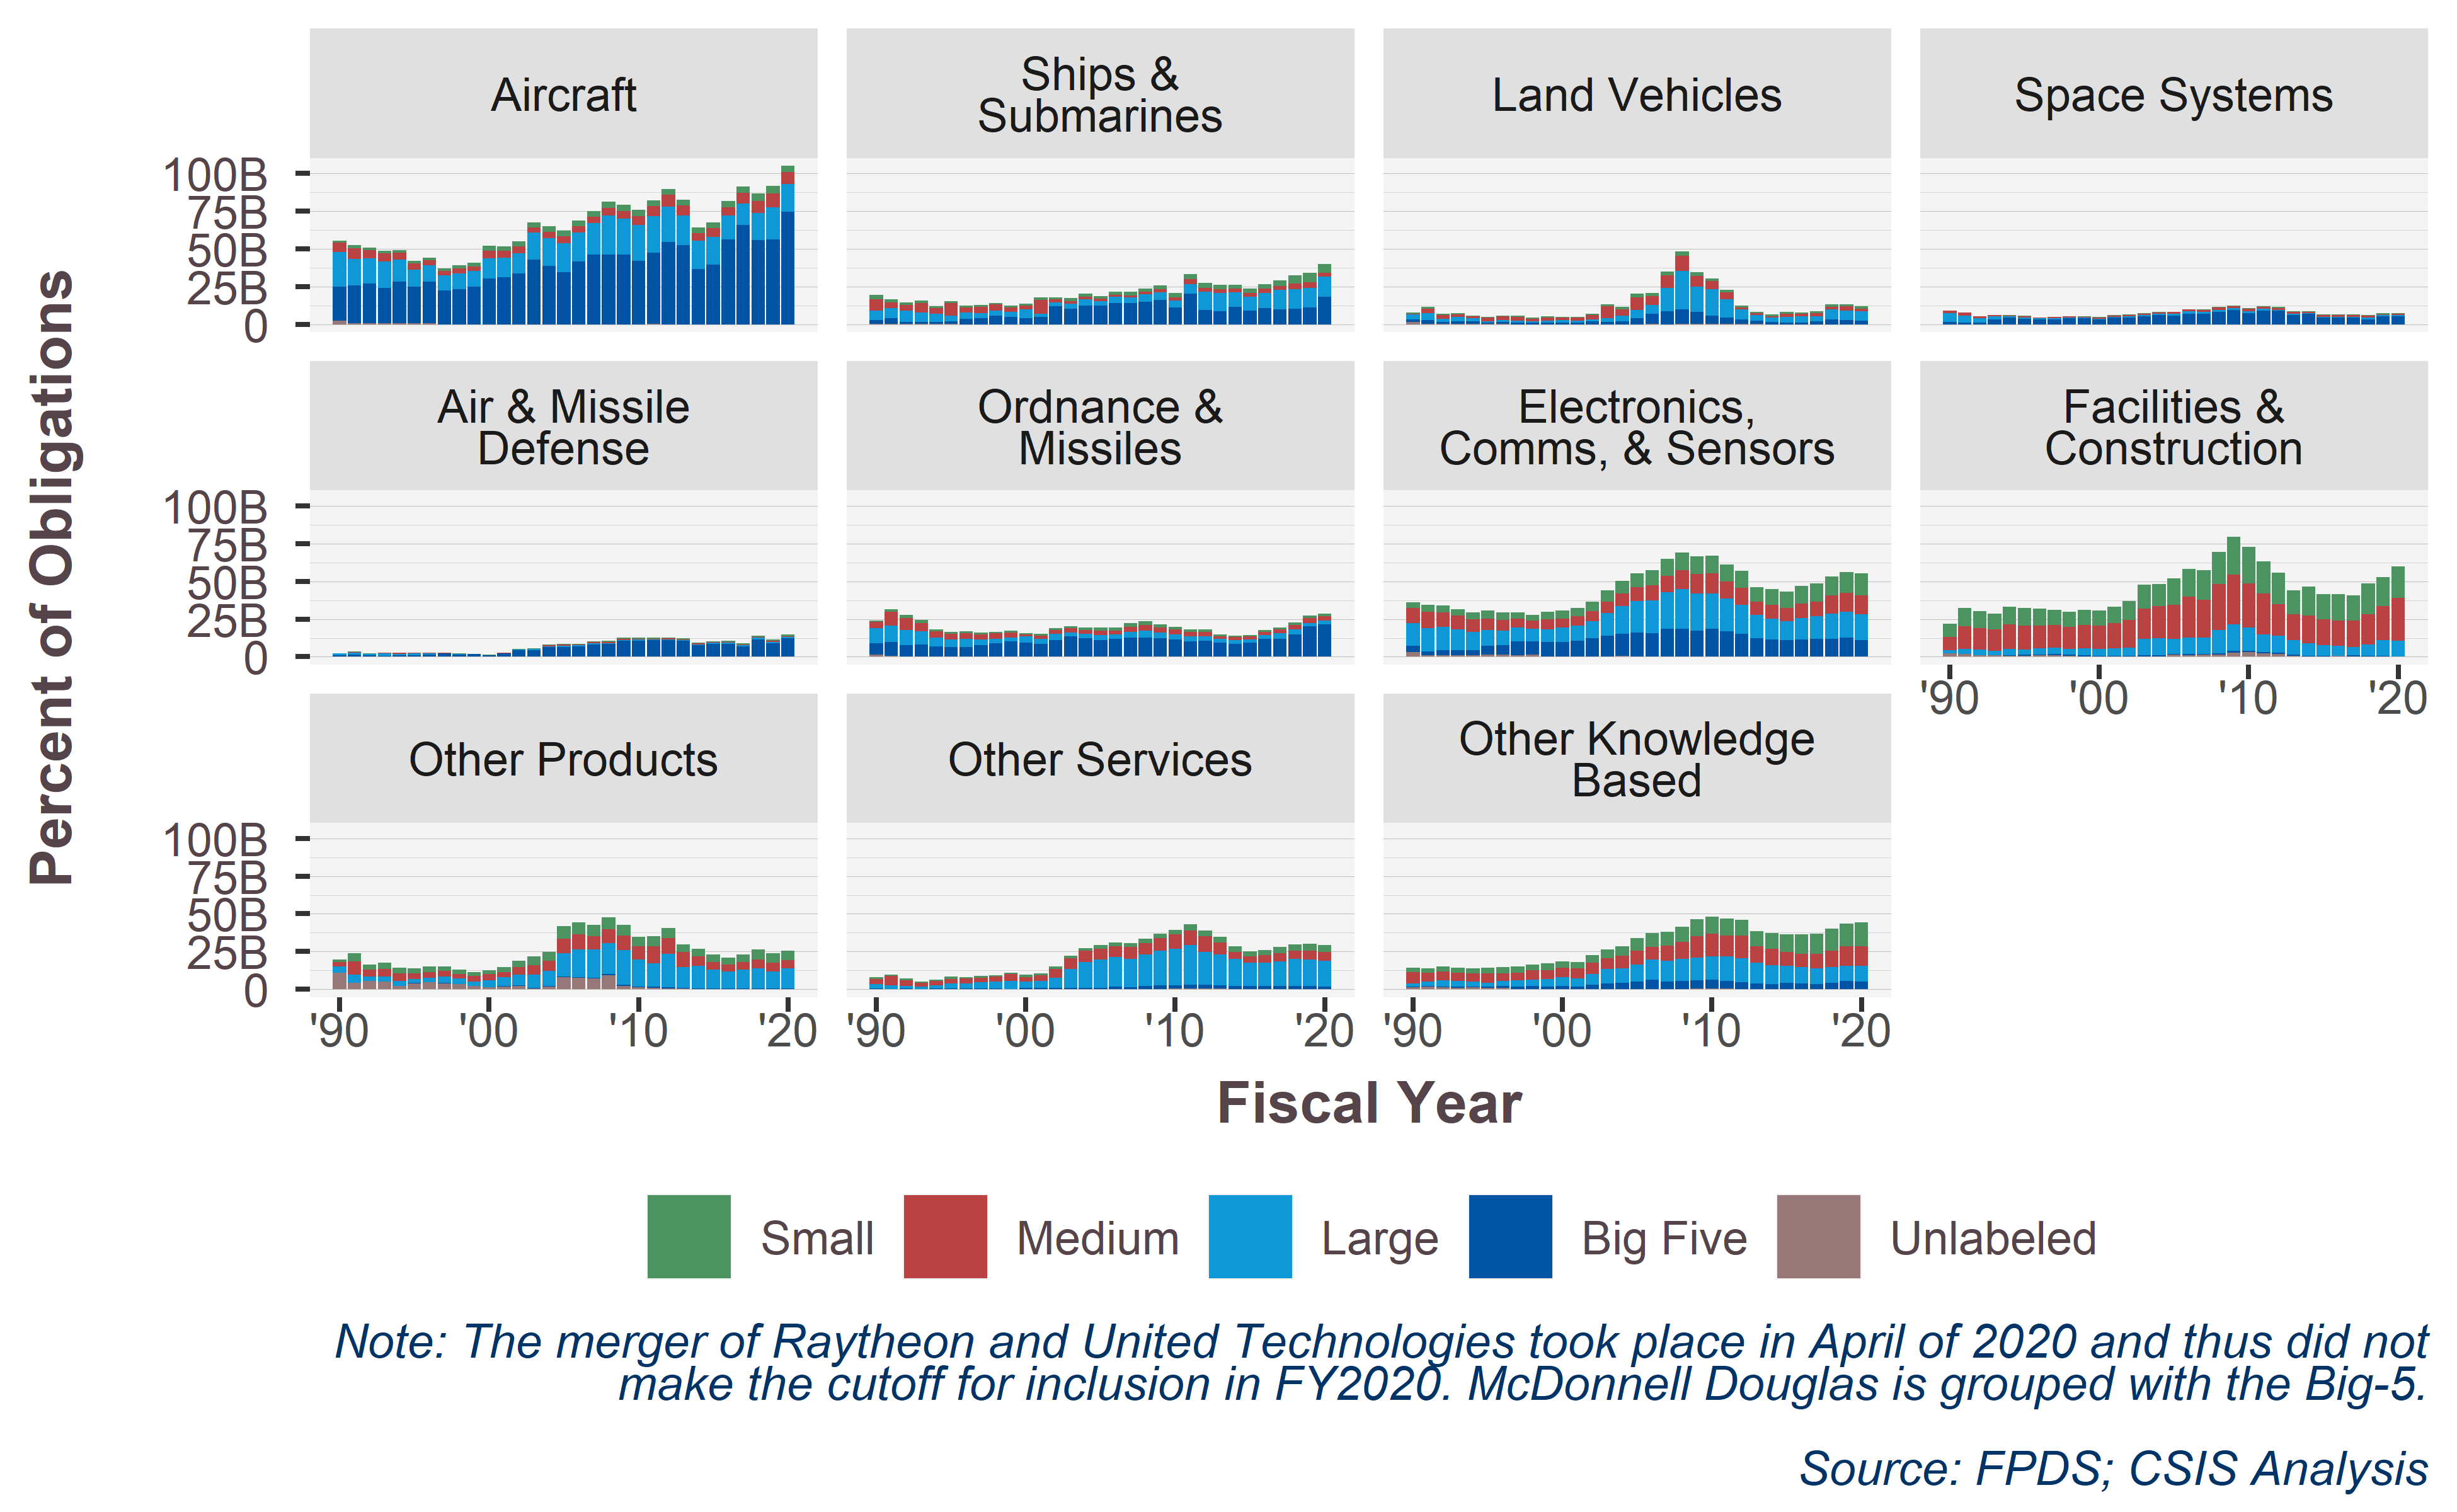 Aircraft
Ships &
Submarines
Land Vehicles
Space Systems
100B
75B
50B
25B
0
Air & Missile
Defense
Ordnance &
Missiles
Electronics,
Comms, & Sensors
Facilities &
Construction
100B
75B
50B
25B
0
'90 '00 '10 '20
Other Products
Other Services
Other Knowledge
Based
100B
75B
50B
25B
0
'90 '00 '10 '20
'90 '00 '10 '20
'90 '00 '10 '20
Percent of Obligations
Fiscal Year
Small Medium Large Big Five Unlabeled
Note: The merger of Raytheon and United Technologies took place in April of 2020 and thus did not
make the cutoff for inclusion in FY2020. McDonnell Douglas is grouped with the Big-5.
Source: FPDS; CSIS Analysis